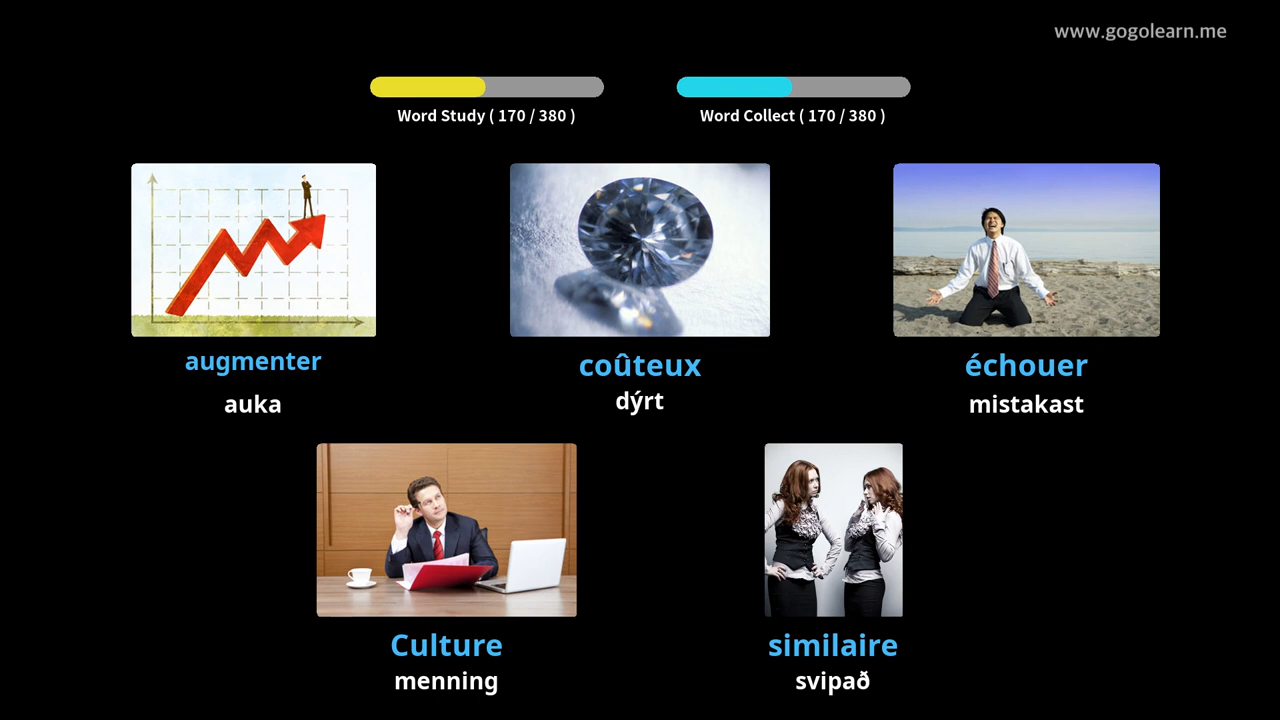 www.gogolearn.me
Word Study ( 170 / 380 )
Word Collect ( 170 / 380 )
augmenter
auka
coûteux
dýrt
échouer
mistakast
Culture
menning
similaire
svipað